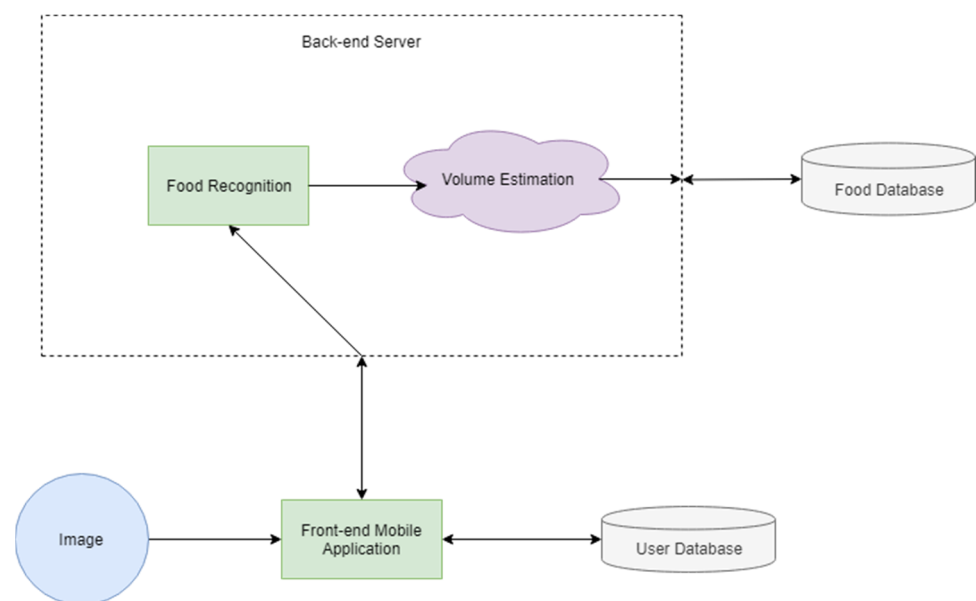 Back-end Server
Food Recognition
Volume Estimation
Food Database
Image
Front-end Mobile
Application
User Database